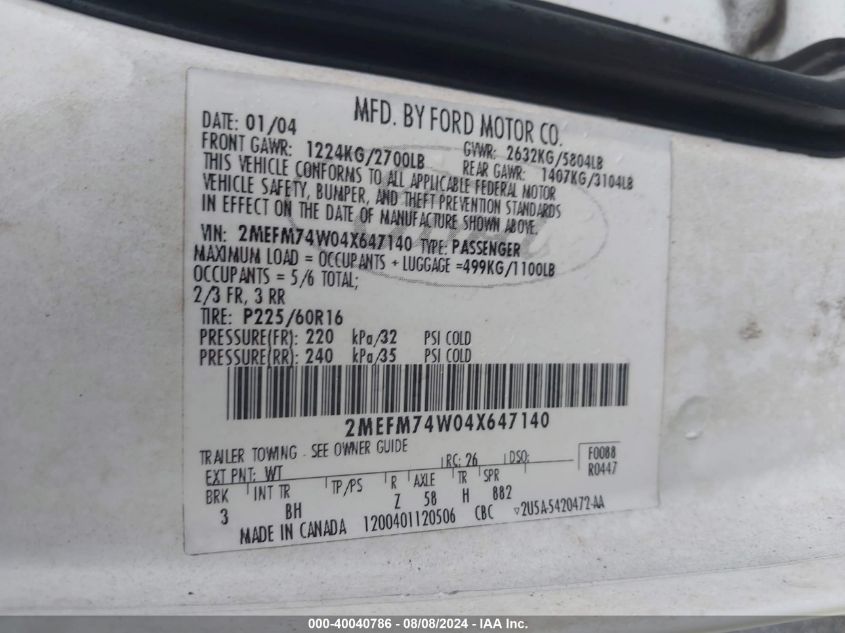 MFD. BY FORD MOTOR CO.
DATE: 01/04
GVWR: 2632KG/5804LB
FRONT GAWR: 1224KG/2700LB
REAR GAWR: 1407KG/3104LB
THIS VEHICLE CONFORMS TO ALL APPLICABLE FEDERAL MOTOR
VEHICLE SAFETY, BUMPER, AND THEFT PREVENTION STANDARDS
IN EFFECT ON THE DATE OF MANUFACTURE SHOWN ABOVE.
VIN: 2MEFM74W04X647140 TYPE: PASSENGER
MAXIMUM LOAD = OCCUPANTS + LUGGAGE =499KG/1100LB
OCCUPANTS = 5/6 TOTAL;
2/3 FR, 3 RR
TIRE: P225/60R16
PRESSURE(FR): 220 kPa/32 PSI COLD
PRESSURE(RR): 240 kPa/35 PSI COLD
2MEFM74W04X647140
TRAILER TOWING - SEE OWNER GUIDE
EXT PNT: WT RC: 26 DSO: F0088
R0447
BRK INT TR TP/PS R AXLE TR SPR
3 BH Z 58 H 882
MADE IN CANADA 1200401120506 CBC ▽2U5A-5420472-AA
000-40040786 - 08/08/2024 - IAA Inc.